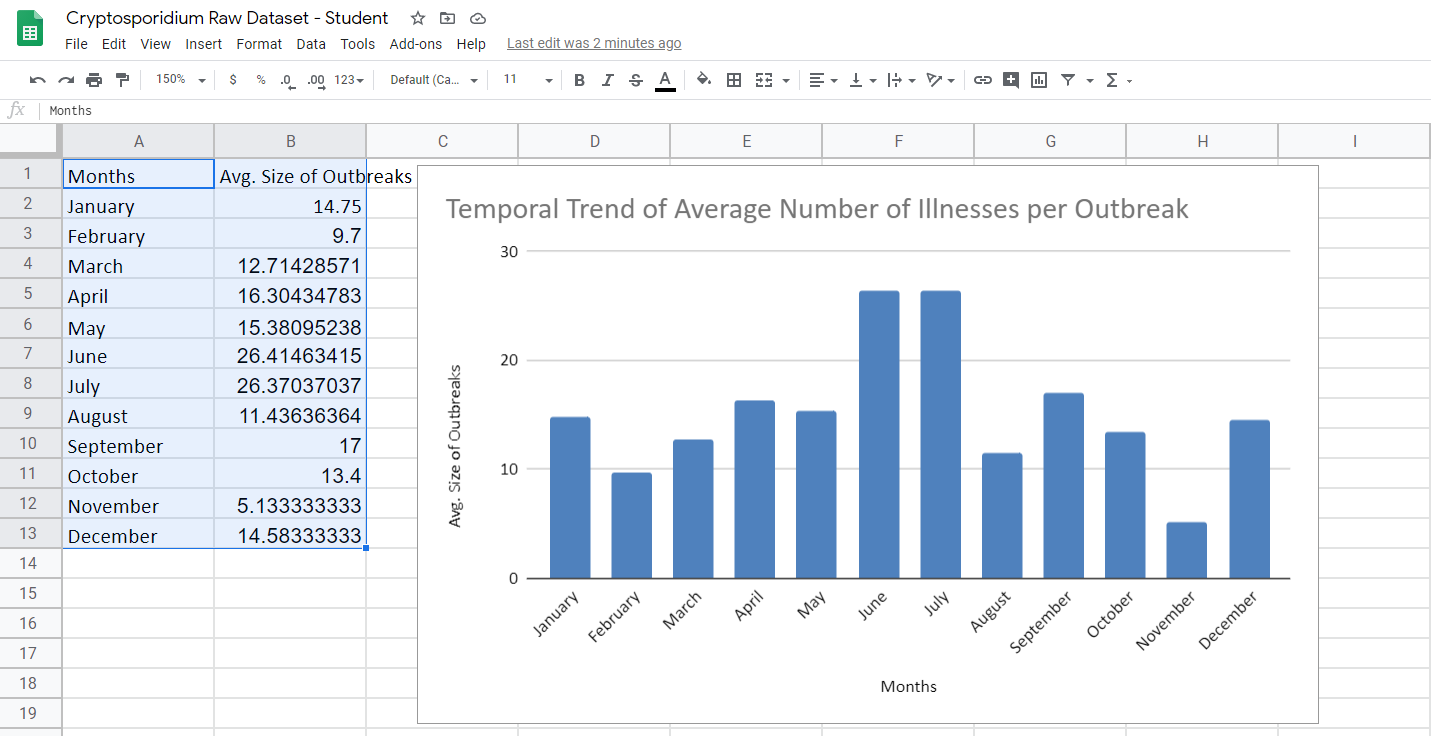 Cryptosporidium Raw Dataset - Student
File Edit View Insert Format Data Tools Add-ons Help Last edit was 2 minutes ago
150% $ % .0 .00 123 Default (Ca... 11 B I S A
fx Months
A B C D E F G H I
1 Months Avg. Size of Outbreaks
2 January 14.75
3 February 9.7
4 March 12.71428571
5 April 16.30434783
6 May 15.38095238
7 June 26.41463415
8 July 26.37037037
9 August 11.43636364
10 September 17
11 October 13.4
12 November 5.133333333
13 December 14.58333333
14
15
16
17
18
19
Temporal Trend of Average Number of Illnesses per Outbreak
Avg. Size of Outbreaks
30
20
10
0
January February March April May June July August September October November December
Months